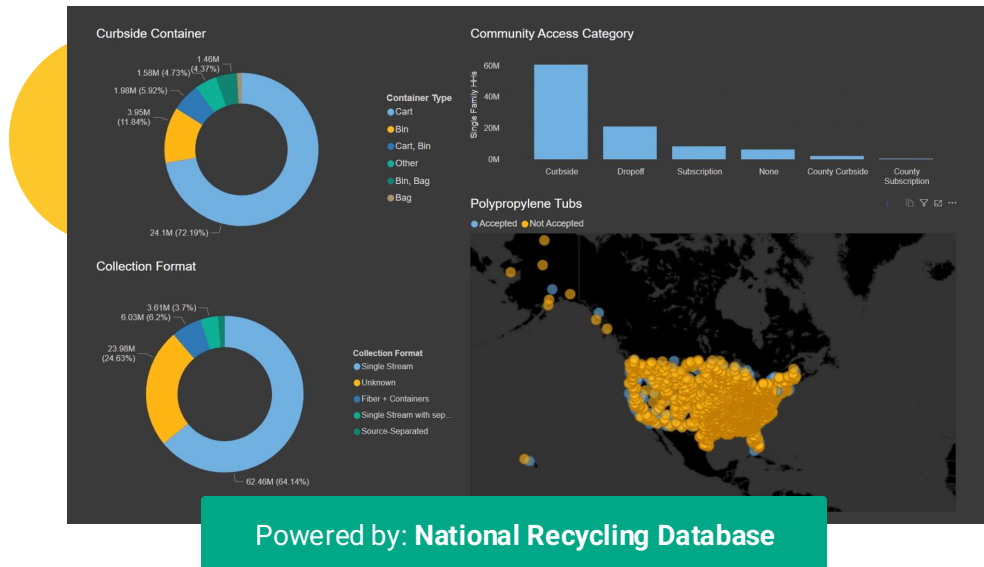 Curbside Container
1.46M
(4.37%)
1.58M (4.73%)
1.98M (5.92%)
3.95M
(11.84%)
24.1M (72.19%)
Container Type
Cart
Bin
Cart, Bin
Other
Bin, Bag
Bag
Community Access Category
Single Family HHs
60M
40M
20M
0M
Curbside
Dropoff
Subscription
None
County Curbside
County
Subscription
Polypropylene Tubs
Accepted
Not Accepted
Collection Format
3.61M (3.7%)
6.03M (6.2%)
23.98M
(24.63%)
62.46M (64.14%)
Collection Format
Single Stream
Unknown
Fiber + Containers
Single Stream with sep...
Source-Separated
Powered by: National Recycling Database